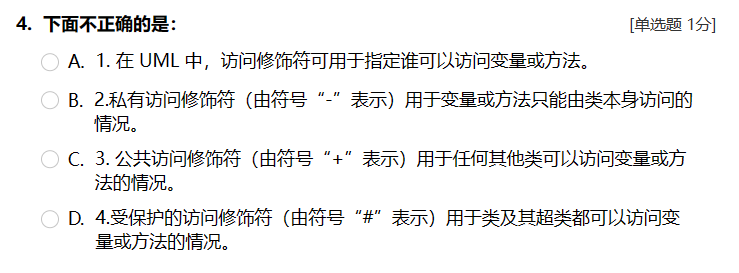 4. 下面不正确的是： [单选题 1分]
A. 1. 在 UML 中，访问修饰符可用于指定谁可以访问变量或方法。
B. 2.私有访问修饰符（由符号“-”表示）用于变量或方法只能由类本身访问的
情况。
C. 3. 公共访问修饰符（由符号“+”表示）用于任何其他类可以访问变量或方
法的情况。
D. 4.受保护的访问修饰符（由符号“#”表示）用于类及其超类都可以访问变
量或方法的情况。